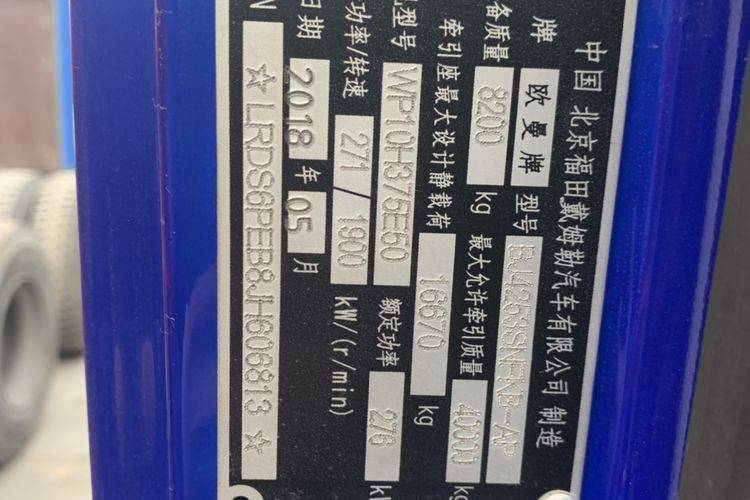 中国 北京福田戴姆勒汽车有限公司 制造
牌 欧曼牌 型号
备质量 8200 kg 最大允许牵引质量 40000 kg
牵引座最大设计静载荷 16670 kg
型号 WP10H375E60 额定功率 276 kW
功率/转速 271/1900 kW/(r/min)
日期 2018 年 05 月
N ☆LRDS6PEB8JH606813☆